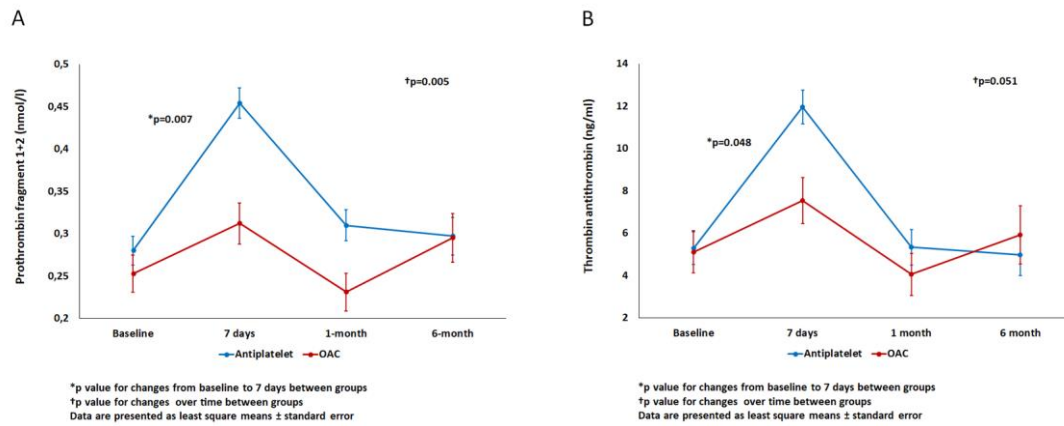 A
Prothrombin fragment 1+2 (nmol/l)
0,5
0,45
0,4
0,35
0,3
0,25
0,2
*p=0.007
†p=0.005
Baseline
7 days
1-month
6-month
Antiplatelet
OAC
*p value for changes from baseline to 7 days between groups
†p value for changes over time between groups
Data are presented as least square means ± standard error
B
Thrombin antithrombin (ng/ml)
14
12
10
8
6
4
2
*p=0.048
†p=0.051
Baseline
7 days
1 month
6 month
Antiplatelet
OAC
*p value for changes from baseline to 7 days between groups
†p value for changes over time between groups
Data are presented as least square means ± standard error